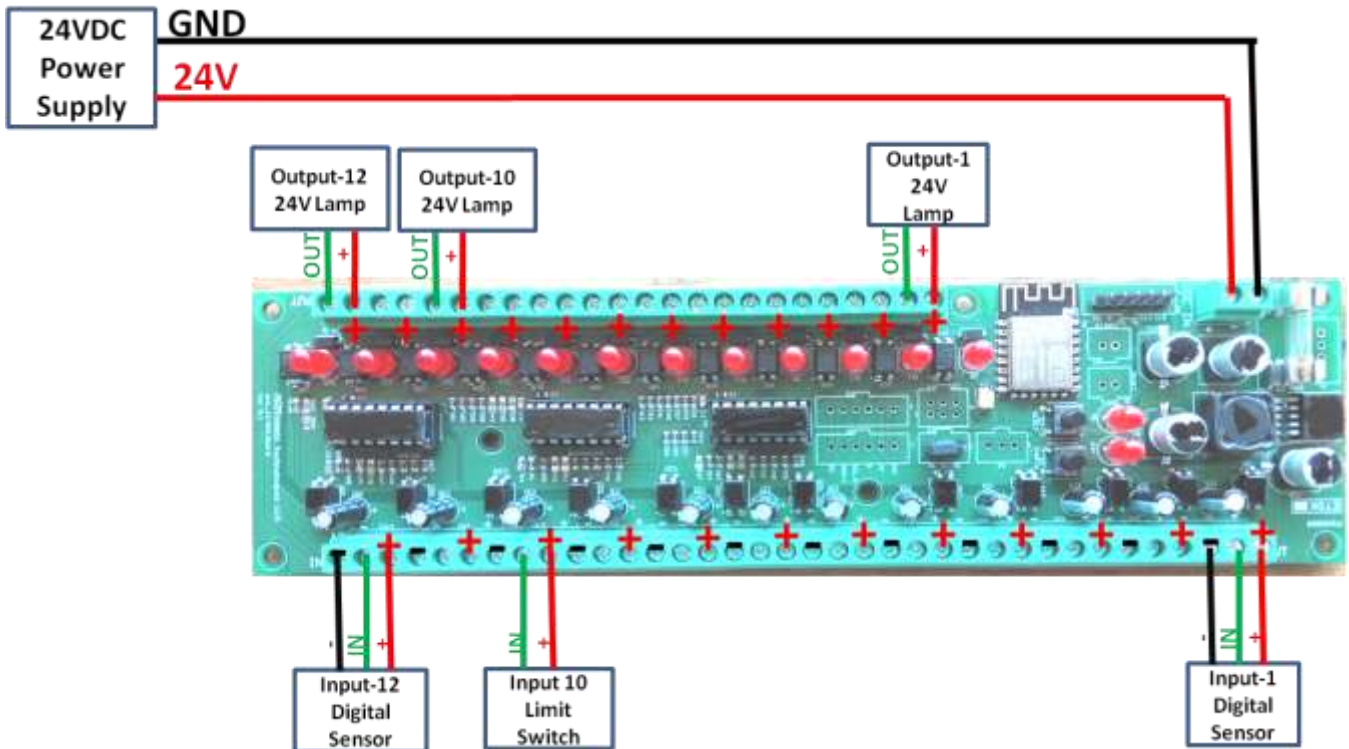 24VDC
Power
Supply
GND
24V
Output-12
24V Lamp
Output-10
24V Lamp
Output-1
24V
Lamp
OUT
+
OUT
+
OUT
+
+ + + + + + + + + + + +
+ + + + + + + + + + + +
IN
- - - - - - - - - - - -
-
IN
+
IN
+
-
IN
+
Input-12
Digital
Sensor
Input 10
Limit
Switch
Input-1
Digital
Sensor